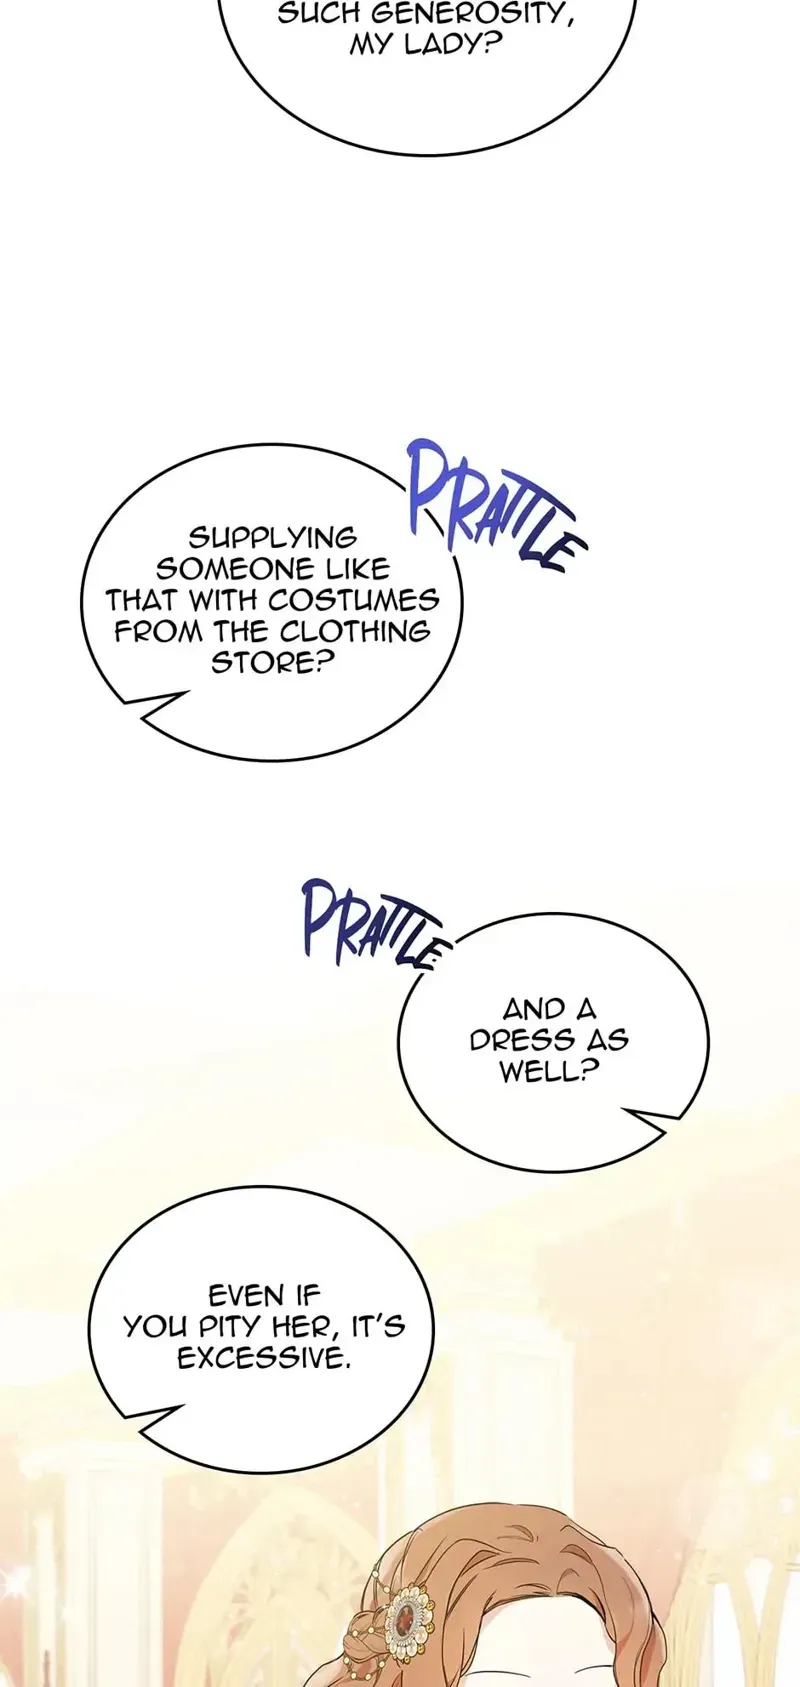 SUCH GENEROSITY,
MY LADY?
PRATTLE
SUPPLYING
SOMEONE LIKE
THAT WITH COSTUMES
FROM THE CLOTHING
STORE?
PRATTLE
AND A
DRESS AS
WELL?
EVEN IF
YOU PITY HER, IT'S
EXCESSIVE.